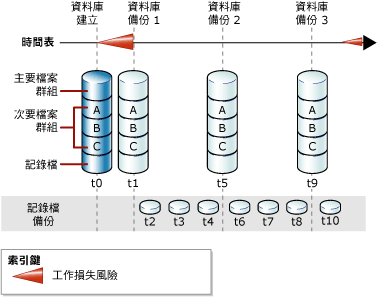 資料庫
建立
資料庫
備份 1
資料庫
備份 2
資料庫
備份 3
時間表
主要檔案
群組
次要檔案
群組
記錄檔
A
B
C
A
B
C
A
B
C
A
B
C
t0
t1
t5
t9
記錄檔
備份
t2
t3
t4
t6
t7
t8
t10
索引鍵
工作損失風險